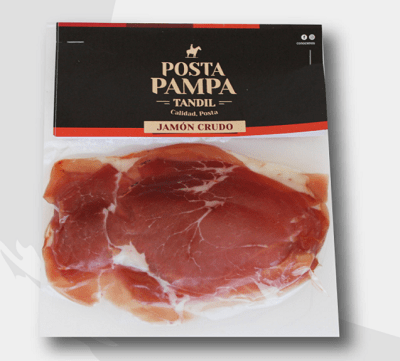 POSTA
PAMPA
TANDIL
Calidad, Posta
JAMÓN CRUDO